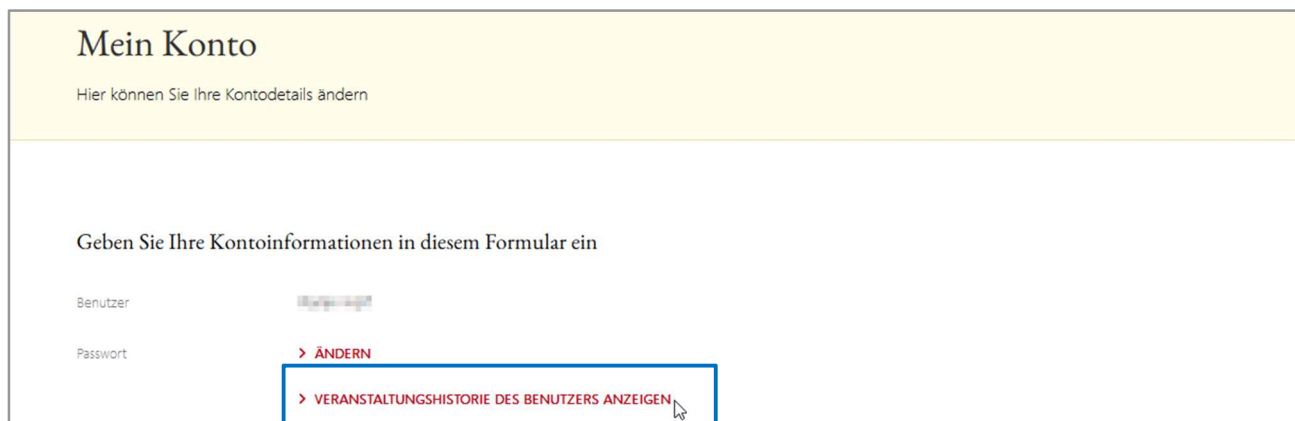 Mein Konto
Hier können Sie Ihre Kontodetails ändern
Geben Sie Ihre Kontoinformationen in diesem Formular ein
Benutzer
Passwort > ÄNDERN
> VERANSTALTUNGSHISTORIE DES BENUTZERS ANZEIGEN